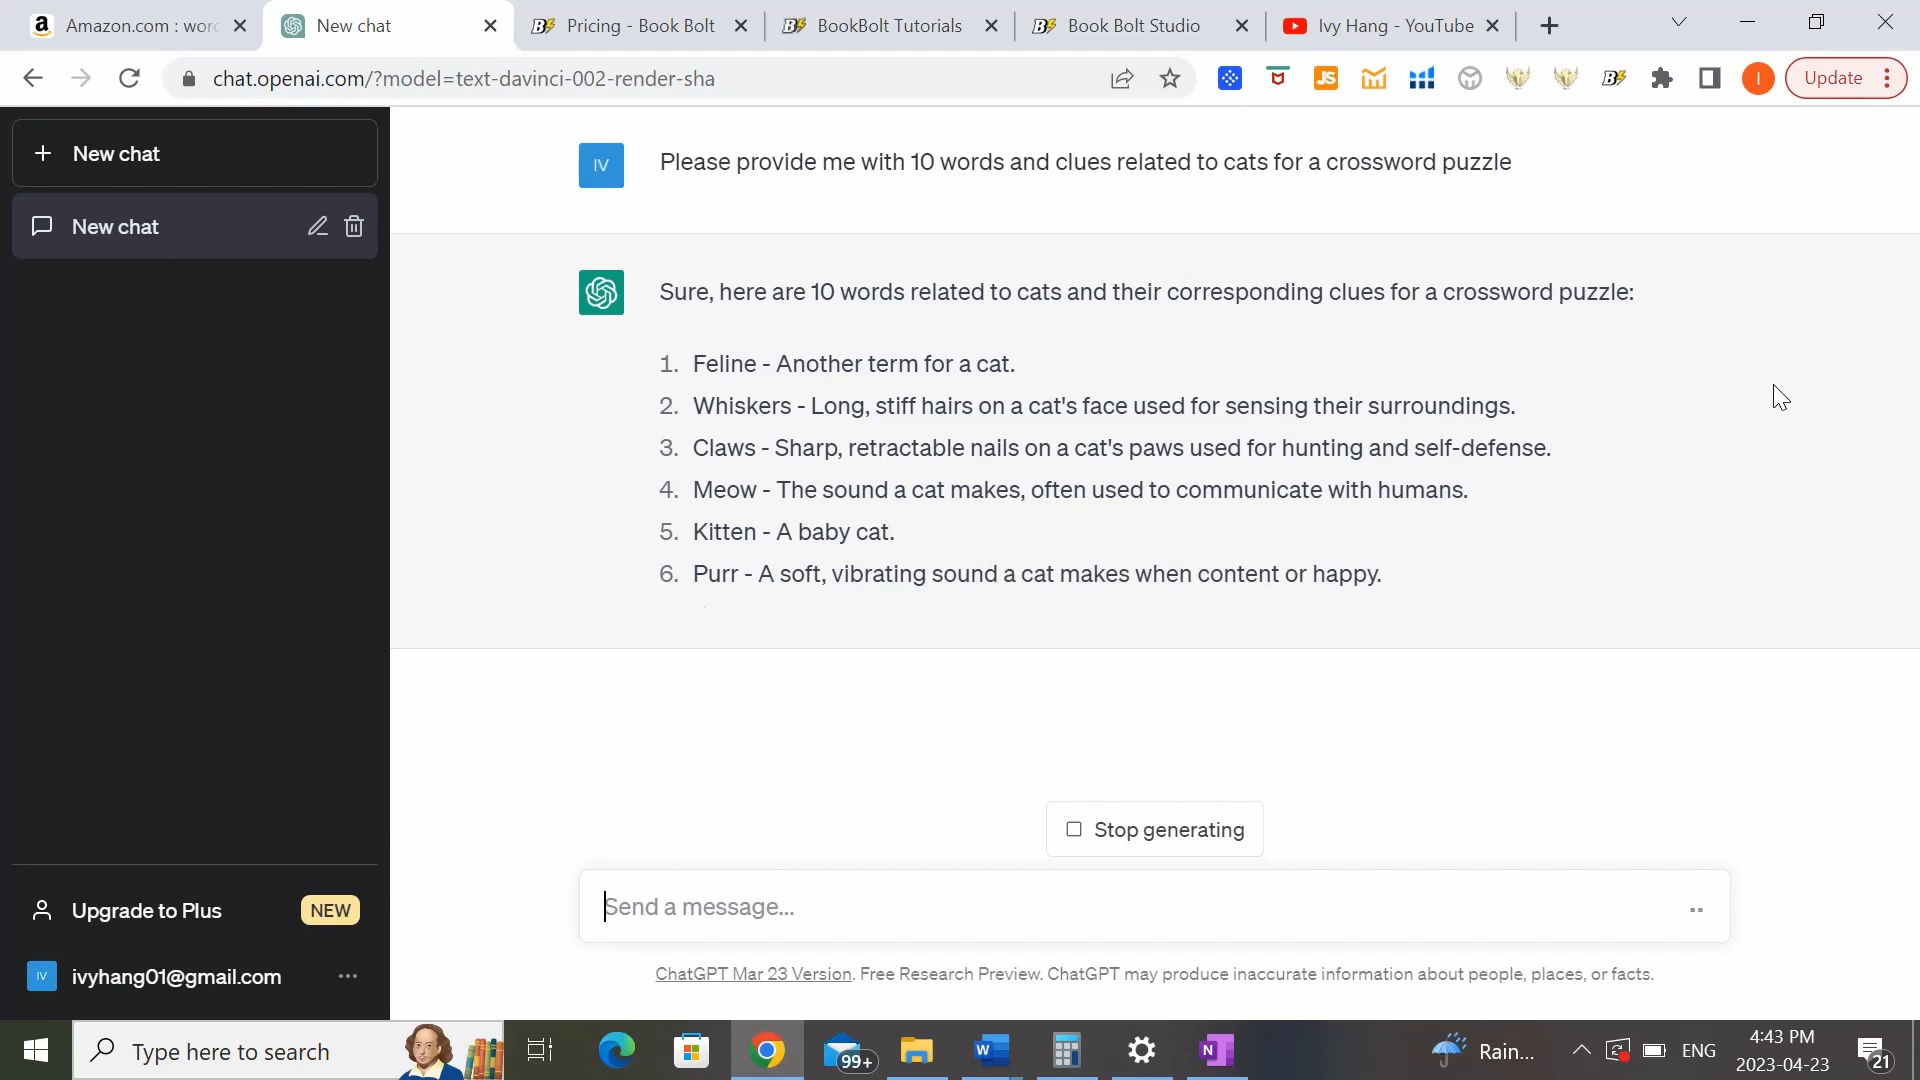 Amazon.com : worc
New chat
Pricing - Book Bolt
BookBolt Tutorials
Book Bolt Studio
Ivy Hang - YouTube
chat.openai.com/?model=text-davinci-002-render-sha
JS
I
Update
New chat
New chat
IV
Please provide me with 10 words and clues related to cats for a crossword puzzle
Sure, here are 10 words related to cats and their corresponding clues for a crossword puzzle:
1. Feline - Another term for a cat.
2. Whiskers - Long, stiff hairs on a cat's face used for sensing their surroundings.
3. Claws - Sharp, retractable nails on a cat's paws used for hunting and self-defense.
4. Meow - The sound a cat makes, often used to communicate with humans.
5. Kitten - A baby cat.
6. Purr - A soft, vibrating sound a cat makes when content or happy.
Stop generating
Send a message...
Upgrade to Plus
NEW
IV
ivyhang01@gmail.com
ChatGPT Mar 23 Version. Free Research Preview. ChatGPT may produce inaccurate information about people, places, or facts.
Type here to search
99+
W
N
Rain...
ENG
4:43 PM
2023-04-23
21